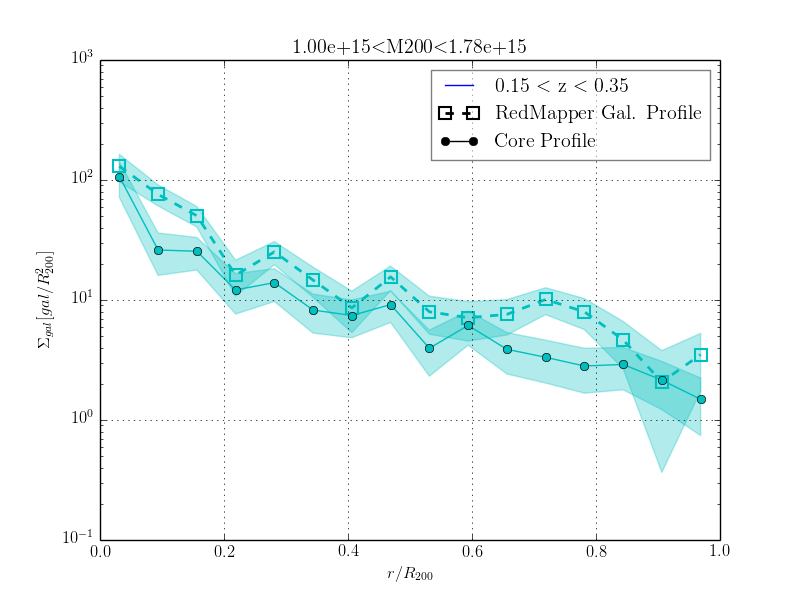 1.00e+15<M200<1.78e+15
10^3
0.15 < z < 0.35
RedMapper Gal. Profile
Core Profile
10^2
Σ_gal[gal/R^2_200]
10^1
10^0
10^-1
0.0 0.2 0.4 0.6 0.8 1.0
r/R_200